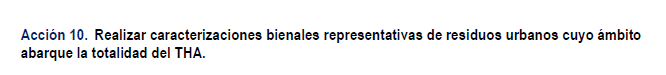 Acción 10. Realizar caracterizaciones bienales representativas de residuos urbanos cuyo ámbito
abarque la totalidad del THA.